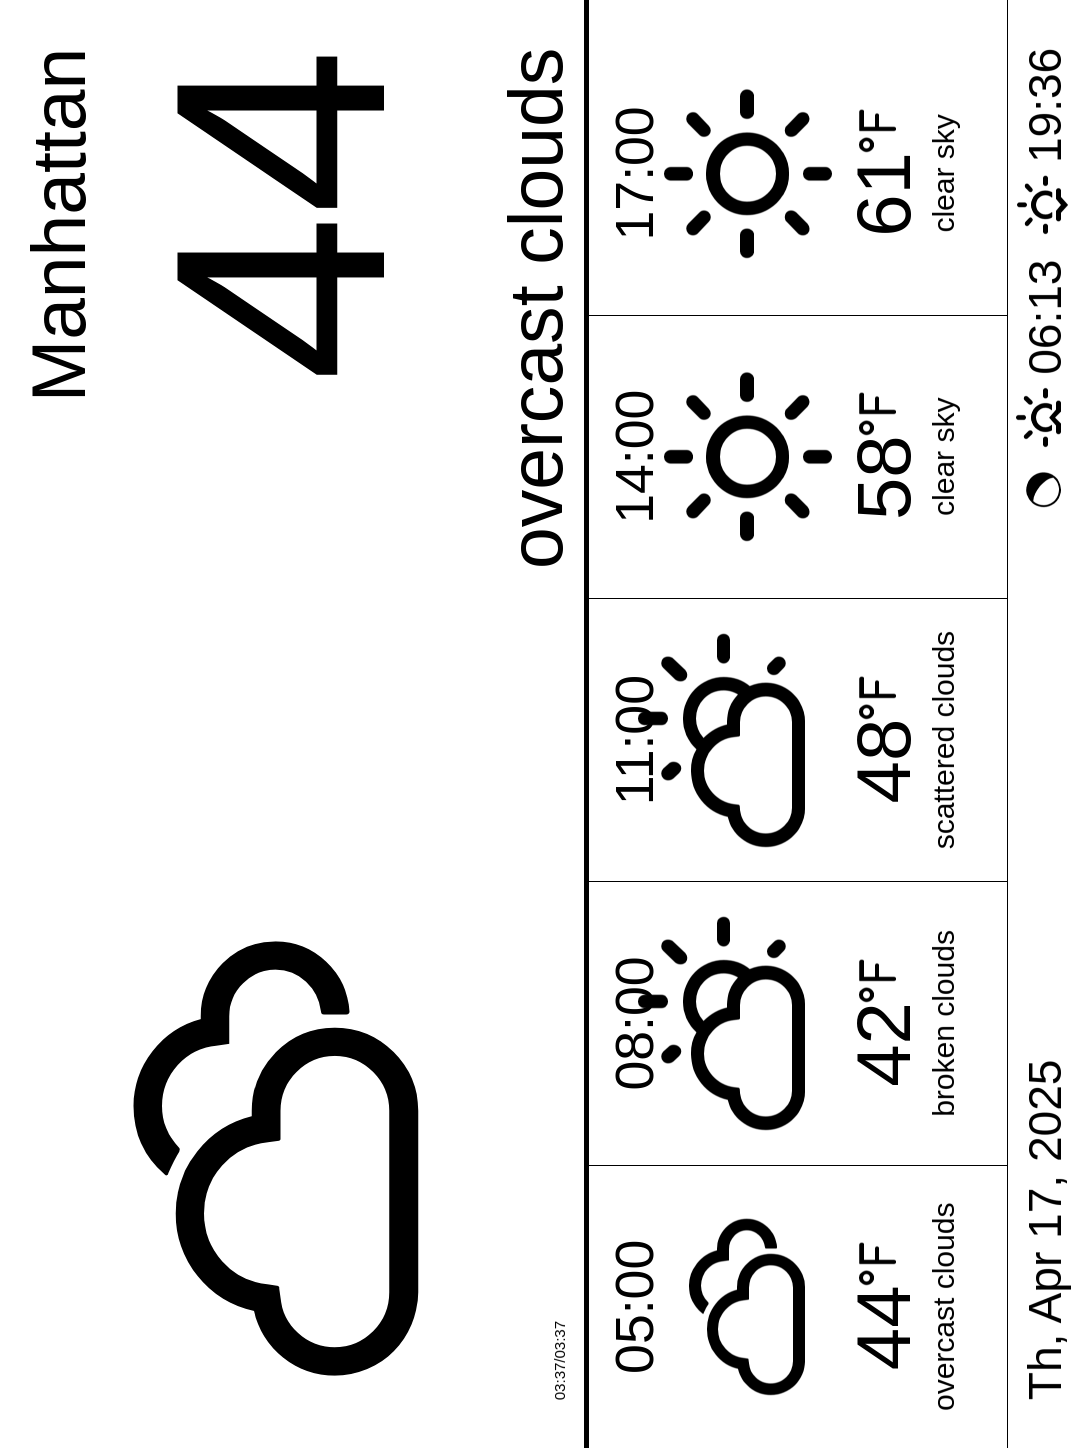 Manhattan
44
overcast clouds
03:37/03:37
05:00
44°F
overcast clouds
08:00
42°F
broken clouds
11:00
48°F
scattered clouds
14:00
58°F
clear sky
17:00
61°F
clear sky
Th, Apr 17, 2025
06:13
19:36